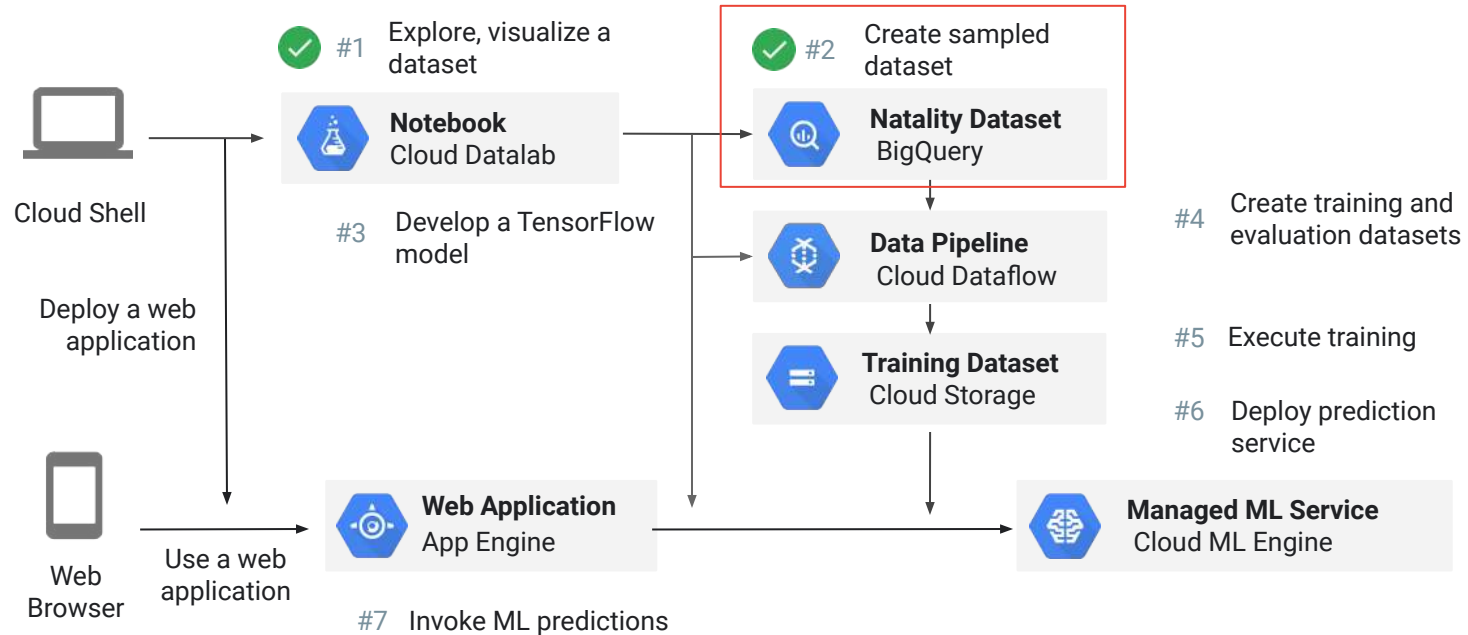 #1
Explore, visualize a
dataset
#2
Create sampled
dataset
Notebook
Cloud Datalab
Natality Dataset
BigQuery
Cloud Shell
#3
Develop a TensorFlow
model
Data Pipeline
Cloud Dataflow
#4
Create training and
evaluation datasets
Deploy a web
application
Training Dataset
Cloud Storage
#5
Execute training
#6
Deploy prediction
service
Web
Browser
Use a web
application
Web Application
App Engine
Managed ML Service
Cloud ML Engine
#7
Invoke ML predictions